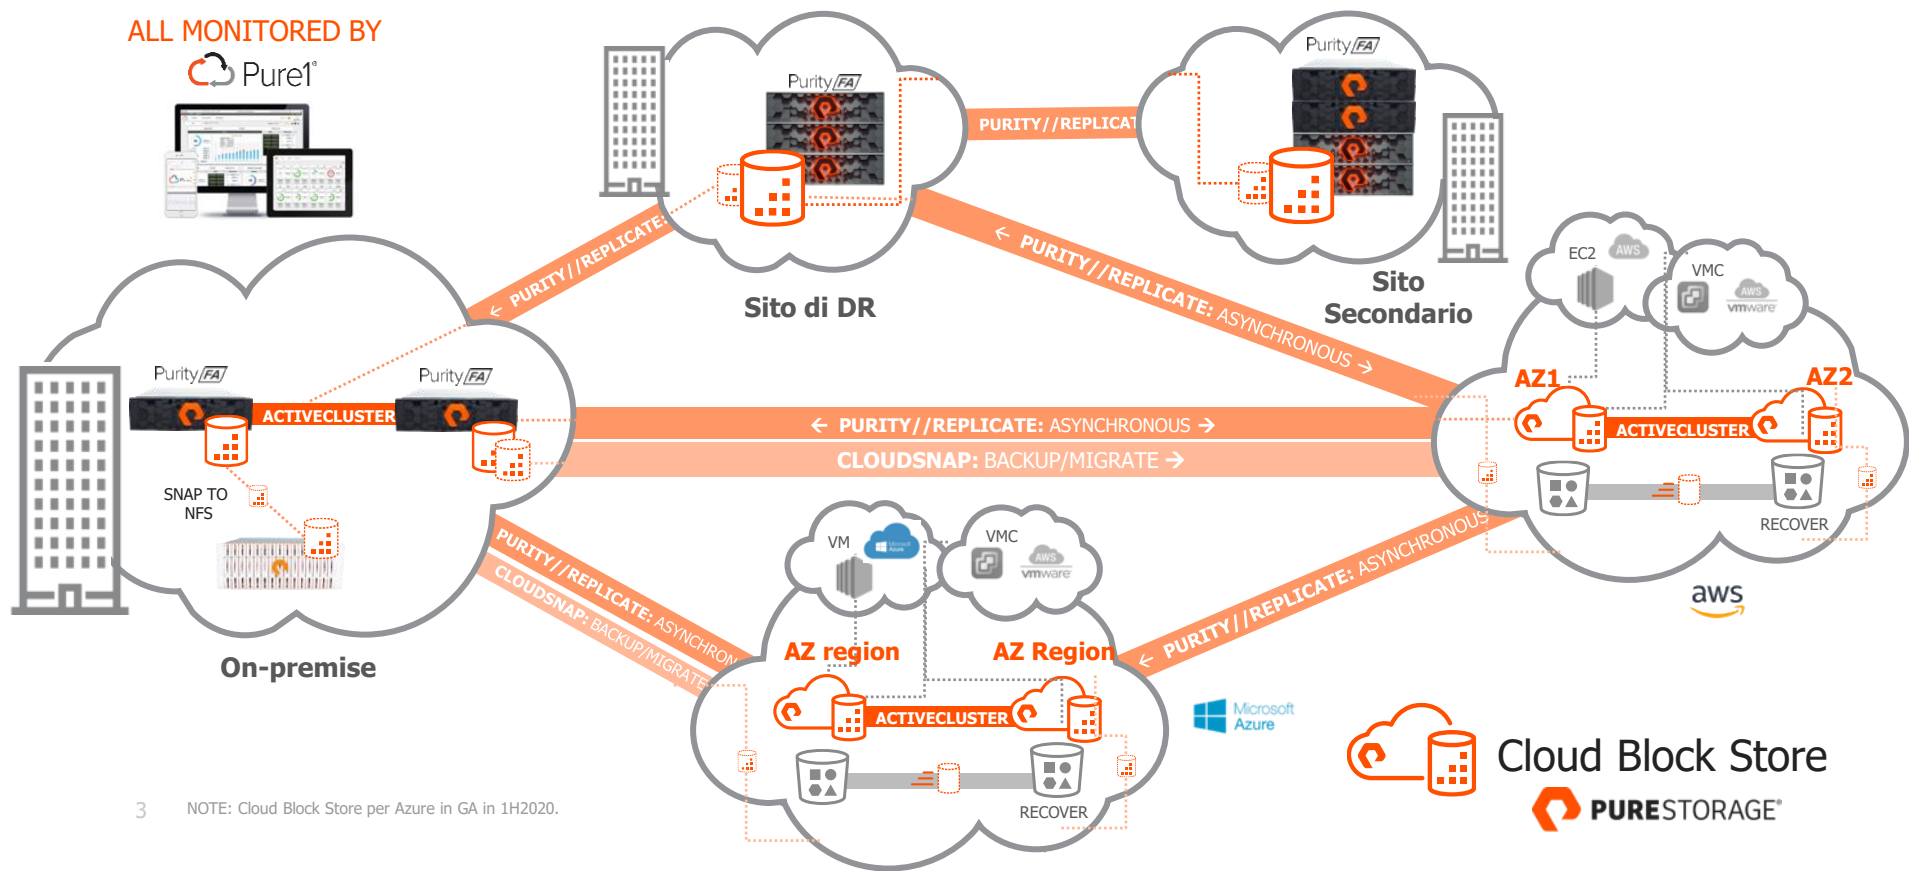 ALL MONITORED BY
Pure1®
Purity//FA
PURITY//REPLICAT
Purity//FA
Sito di DR
Sito
Secondario
← PURITY//REPLICATE:
← PURITY//REPLICATE: ASYNCHRONOUS →
EC2
AWS
VMC
AWS
vmware
Purity//FA
ACTIVECLUSTER
Purity//FA
SNAP TO
NFS
On-premise
← PURITY//REPLICATE: ASYNCHRONOUS →
CLOUDSNAP: BACKUP/MIGRATE →
AZ1
AZ2
ACTIVECLUSTER
RECOVER
aws
PURITY//REPLICATE: ASYNCHRON
CLOUDSNAP: BACKUP/MIGRATE
← PURITY//REPLICATE: ASYNCHRONOUS
VM
Microsoft
Azure
VMC
AWS
vmware
AZ region
AZ Region
ACTIVECLUSTER
RECOVER
Microsoft
Azure
Cloud Block Store
PURESTORAGE®
3
NOTE: Cloud Block Store per Azure in GA in 1H2020.